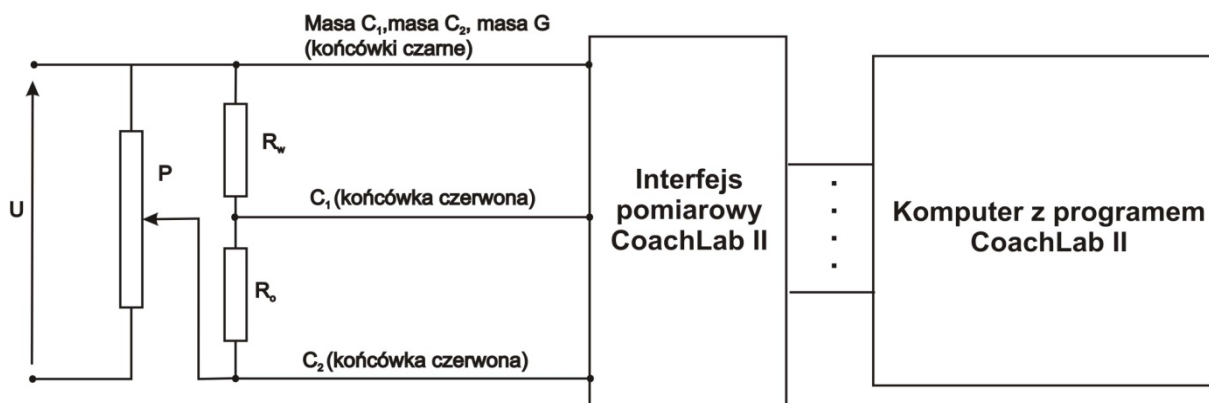 Masa C₁,masa C₂, masa G
(końcówki czarne)
U
P
R_w
C₁ (końcówka czerwona)
R_o
C₂ (końcówka czerwona)
Interfejs
pomiarowy
CoachLab II
Komputer z programem
CoachLab II